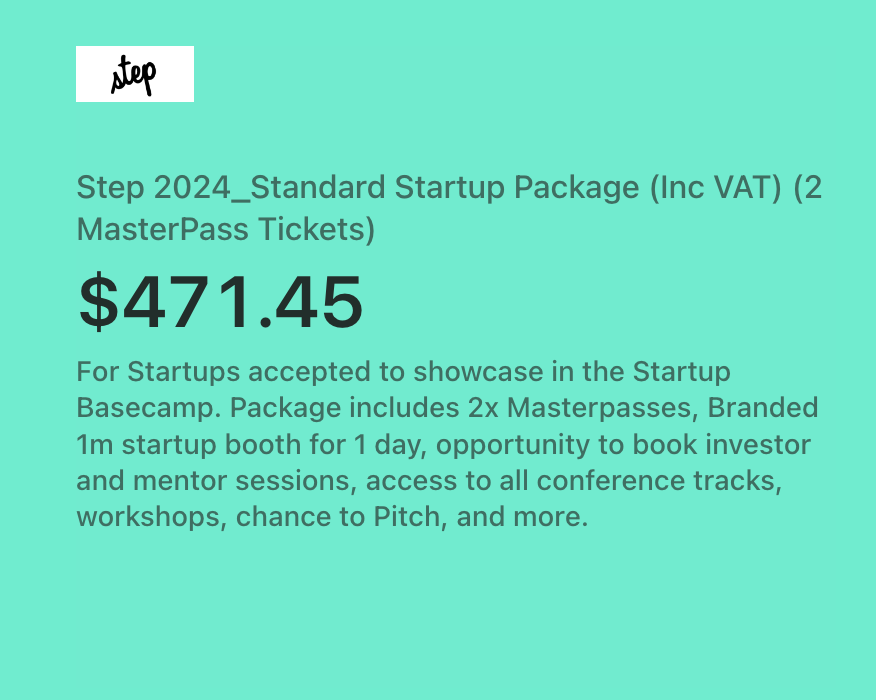 step
Step 2024_Standard Startup Package (Inc VAT) (2
MasterPass Tickets)
$471.45
For Startups accepted to showcase in the Startup
Basecamp. Package includes 2x Masterpasses, Branded
1m startup booth for 1 day, opportunity to book investor
and mentor sessions, access to all conference tracks,
workshops, chance to Pitch, and more.